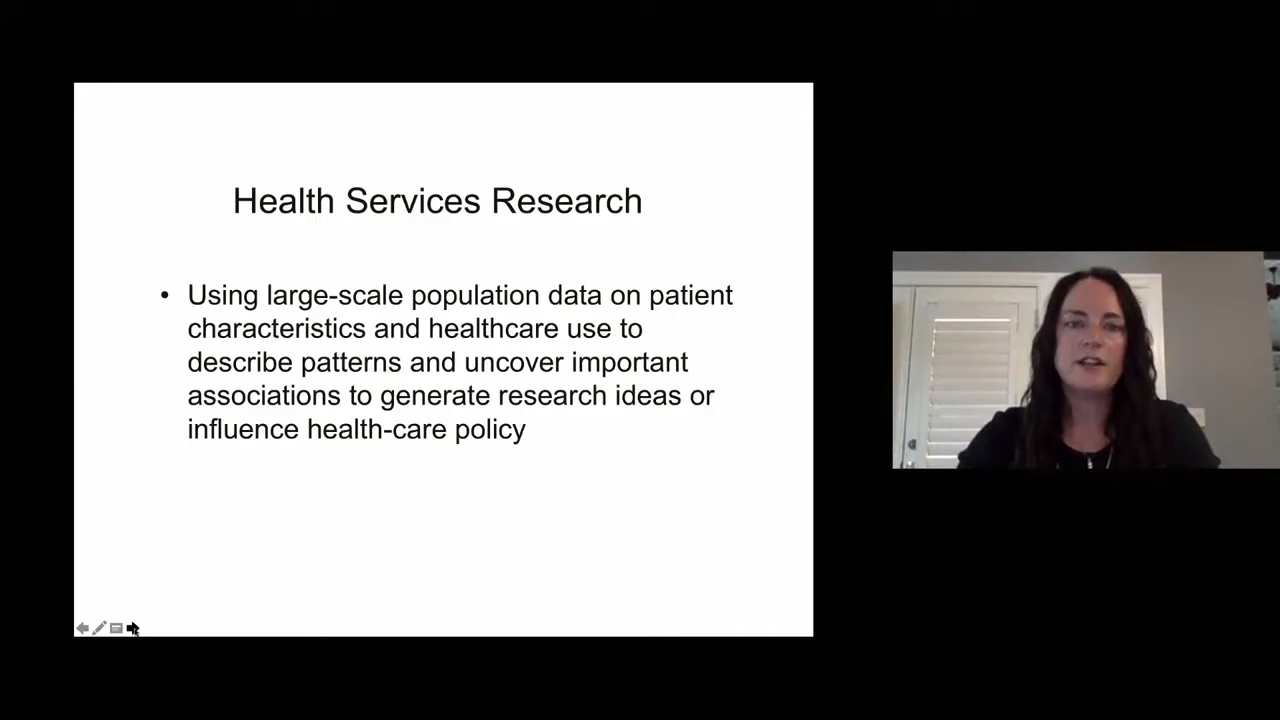 Health Services Research
• Using large-scale population data on patient
characteristics and healthcare use to
describe patterns and uncover important
associations to generate research ideas or
influence health-care policy